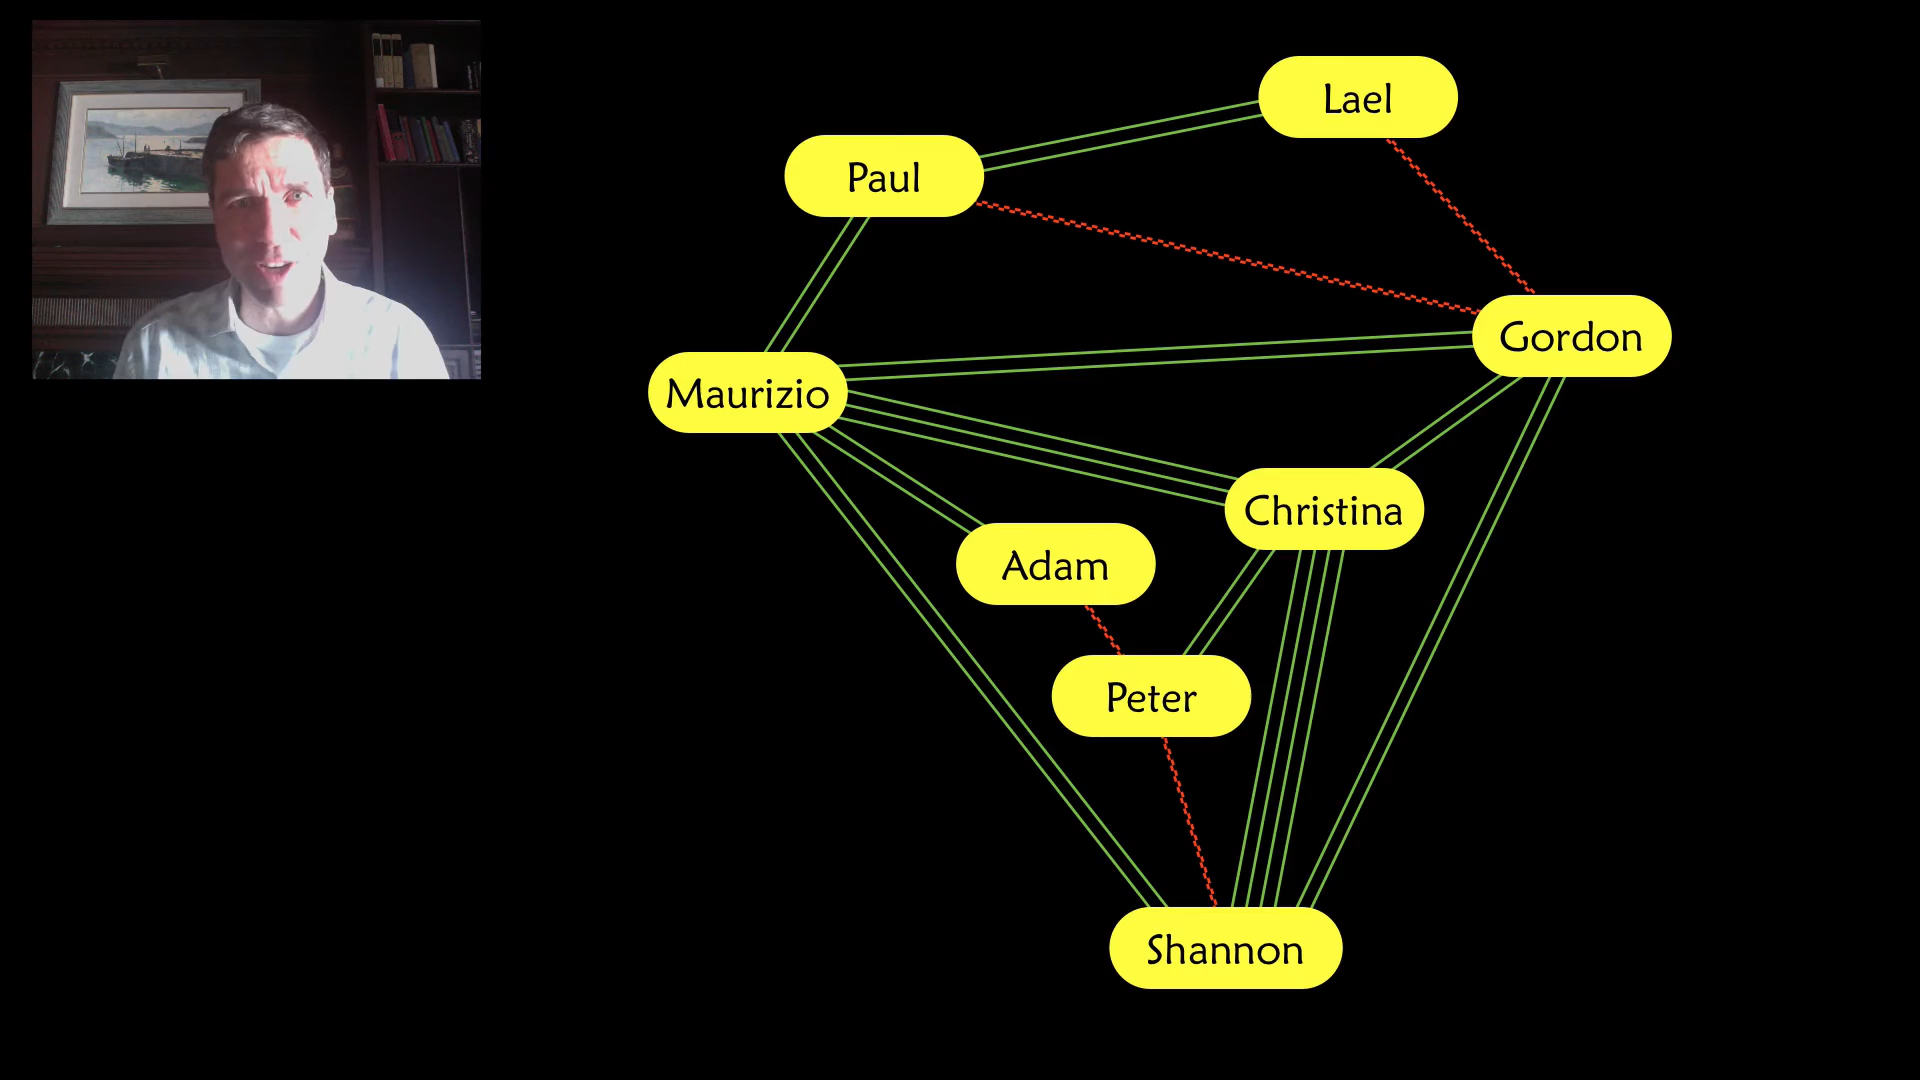 Lael
Paul
Gordon
Maurizio
Christina
Adam
Peter
Shannon